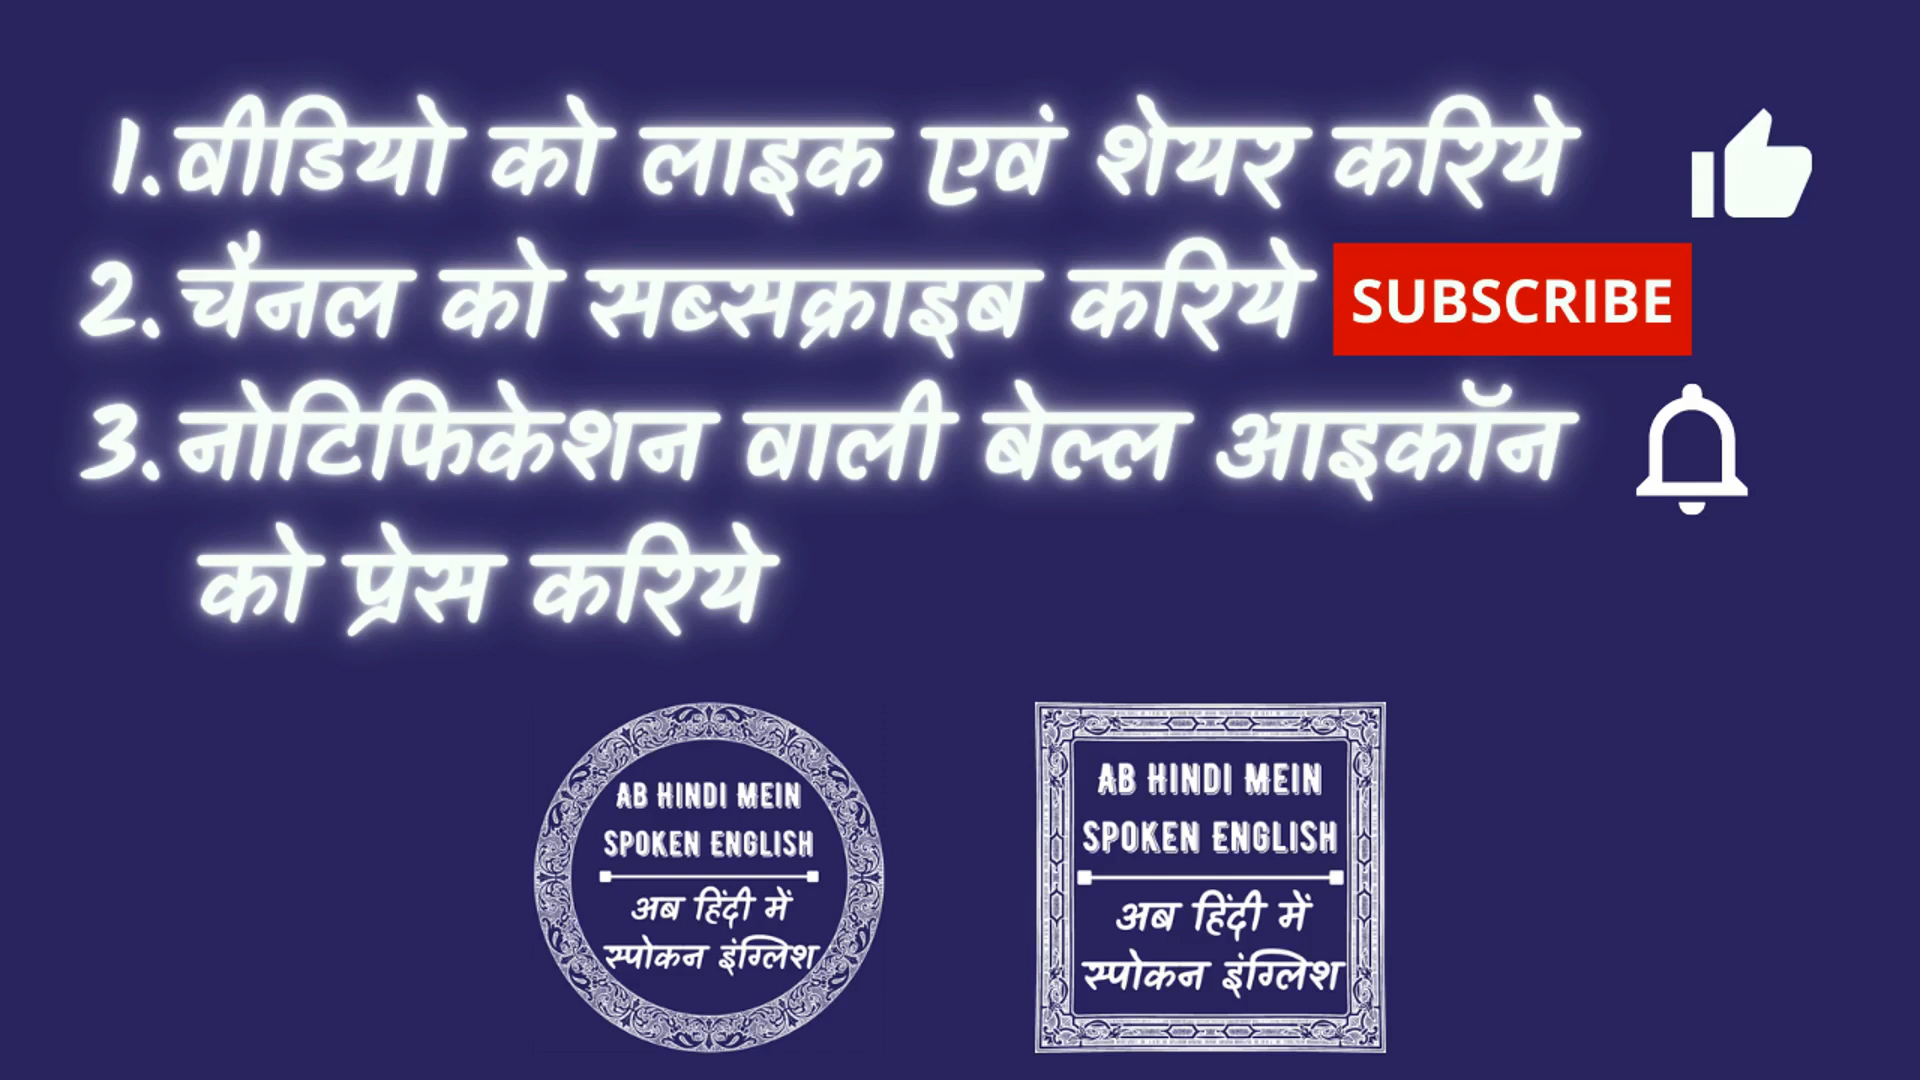 1. वीडियो को लाइक एवं शेयर करिये
2. चैनल को सब्सक्राइब करिये SUBSCRIBE
3. नोटिफिकेशन वाली बेल्ल आइकॉन
को प्रेस करिये
AB HINDI MEIN
SPOKEN ENGLISH
अब हिंदी में
स्पोकन इंग्लिश
AB HINDI MEIN
SPOKEN ENGLISH
अब हिंदी में
स्पोकन इंग्लिश